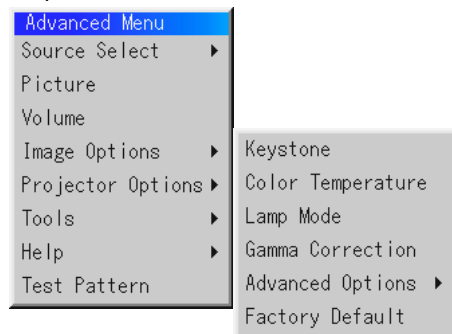 Advanced Menu
Source Select
Picture
Volume
Image Options
Projector Options
Tools
Help
Test Pattern
Keystone
Color Temperature
Lamp Mode
Gamma Correction
Advanced Options
Factory Default